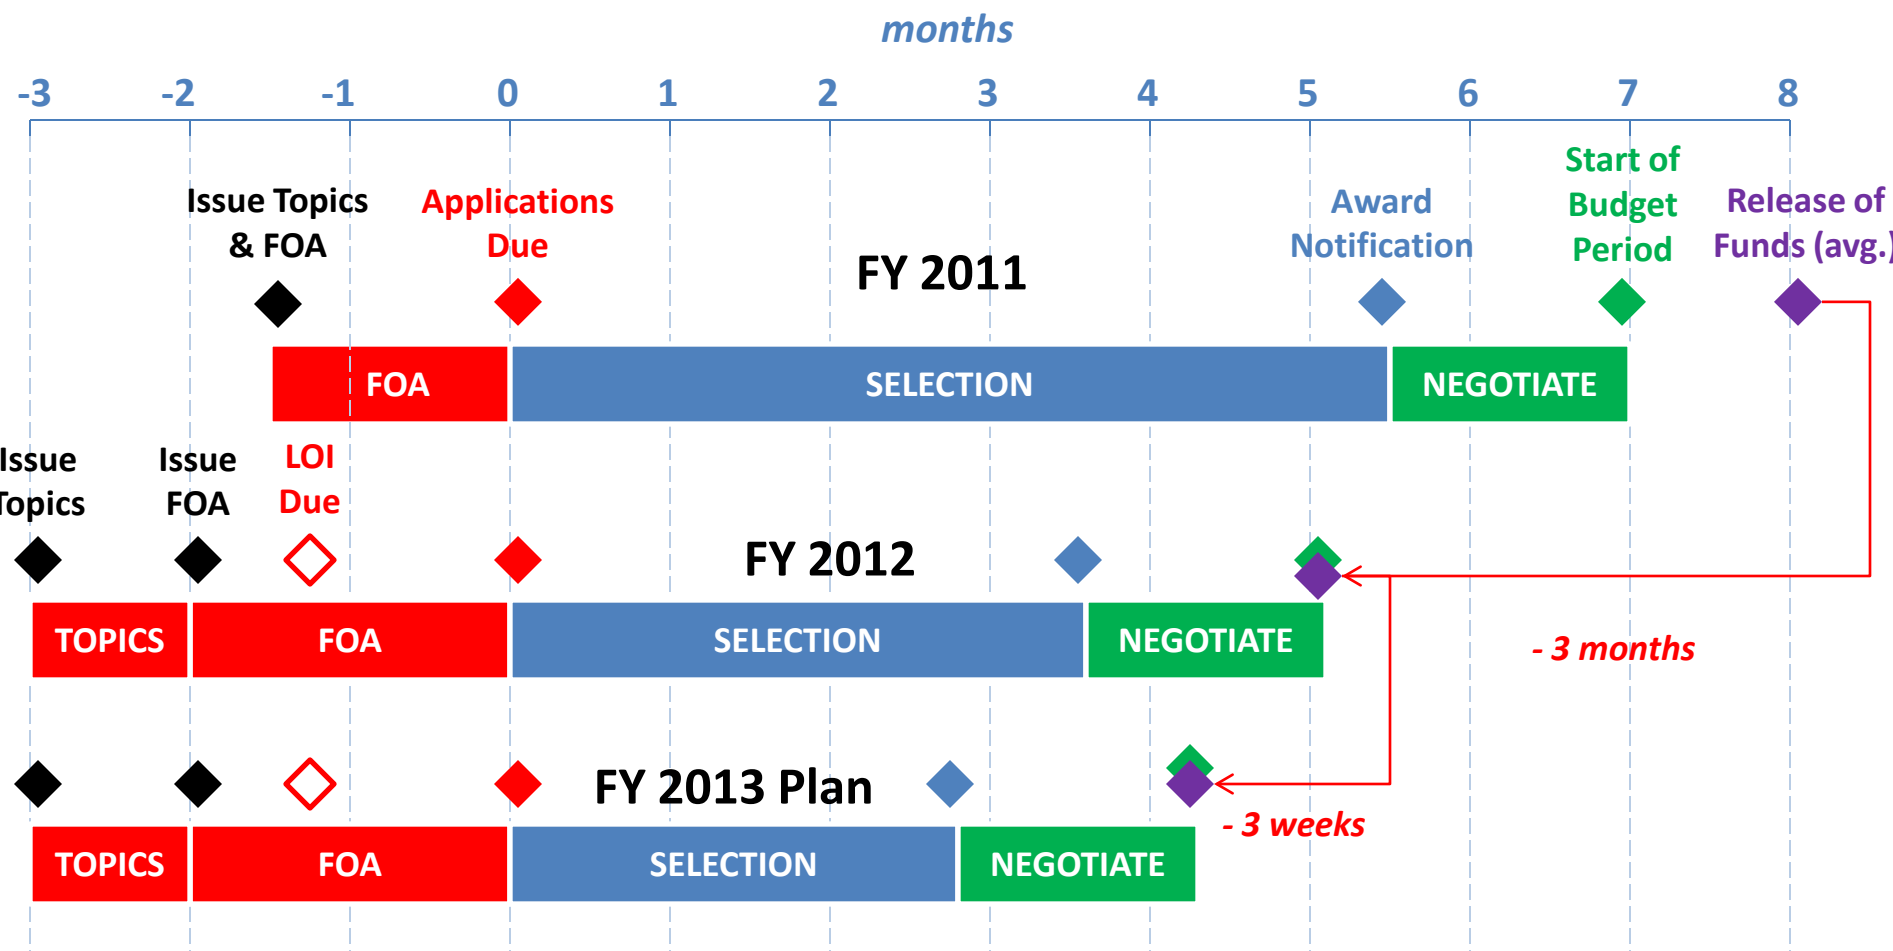 months
-3 -2 -1 0 1 2 3 4 5 6 7 8
Issue Topics
& FOA
Applications
Due
FY 2011
Award
Notification
Start of
Budget
Period
Release of
Funds (avg.)
FOA
SELECTION
NEGOTIATE
Issue
Topics
Issue
FOA
LOI
Due
FY 2012
TOPICS
FOA
SELECTION
NEGOTIATE
- 3 months
FY 2013 Plan
- 3 weeks
TOPICS
FOA
SELECTION
NEGOTIATE